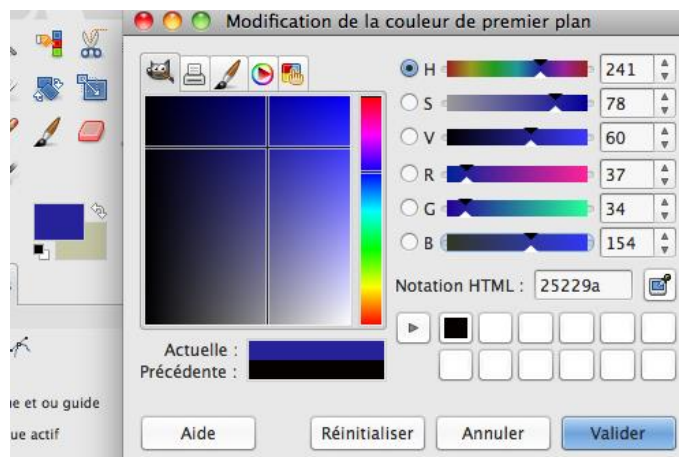 Modification de la couleur de premier plan
H 241
S 78
V 60
R 37
G 34
B 154
Notation HTML : 25229a
Actuelle :
Précédente :
et ou guide
actif
Aide
Réinitialiser
Annuler
Valider